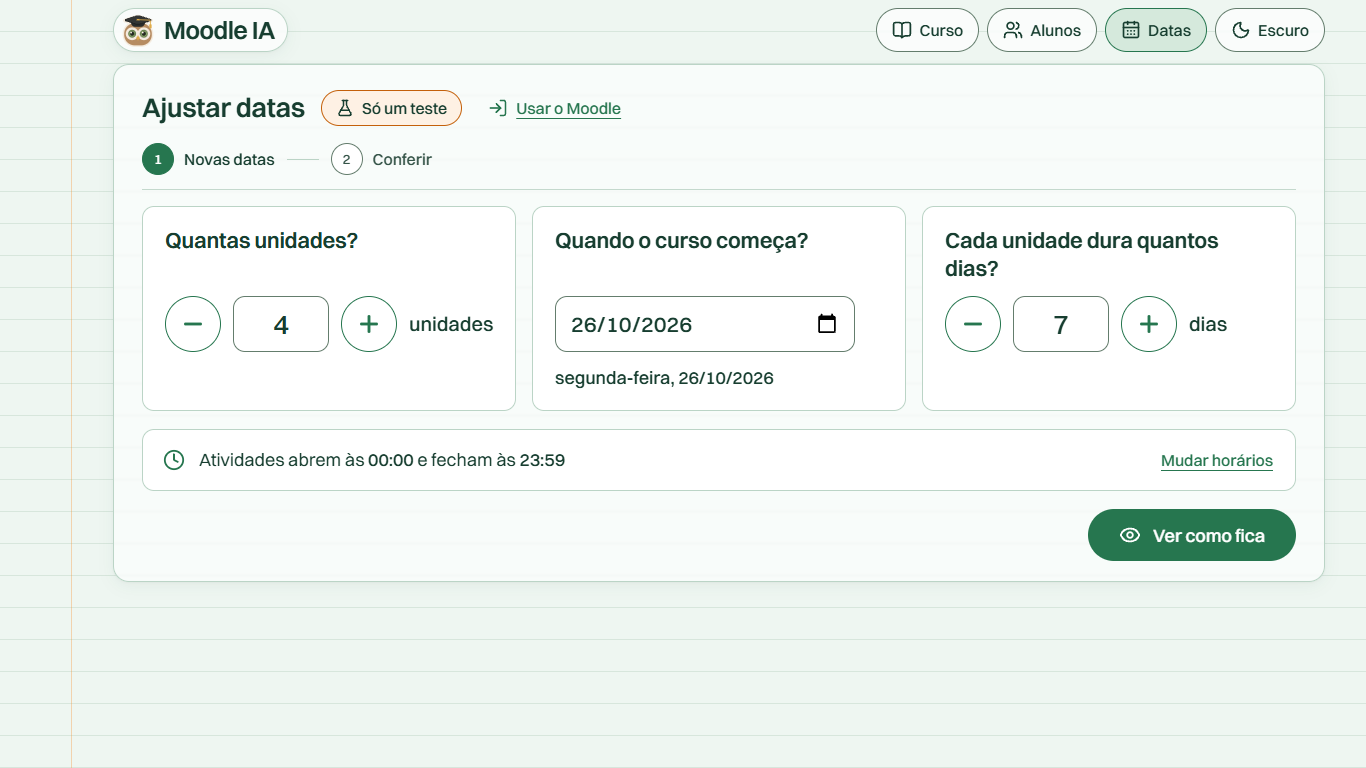 Moodle IA
Curso
Alunos
Datas
Escuro
Ajustar datas
Só um teste
Usar o Moodle
1 Novas datas
2 Conferir
Quantas unidades?
4 unidades
Quando o curso começa?
26/10/2026
segunda-feira, 26/10/2026
Cada unidade dura quantos
dias?
7 dias
Atividades abrem às 00:00 e fecham às 23:59
Mudar horários
Ver como fica